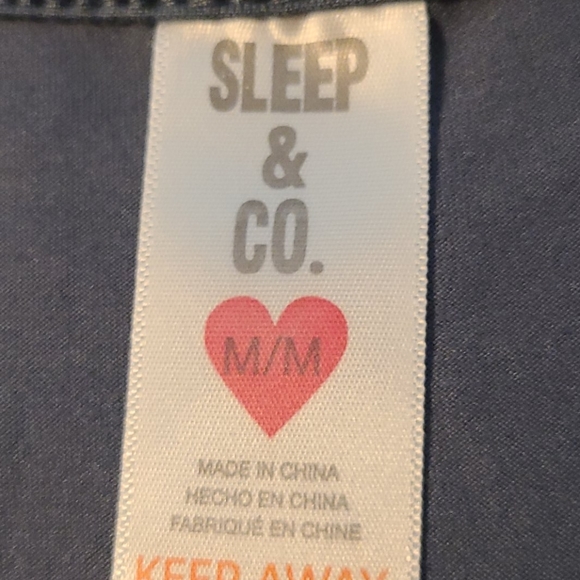 SLEEP
&
CO.
M/M
MADE IN CHINA
HECHO EN CHINA
FABRIQUÉ EN CHINE
KEEP AWAY